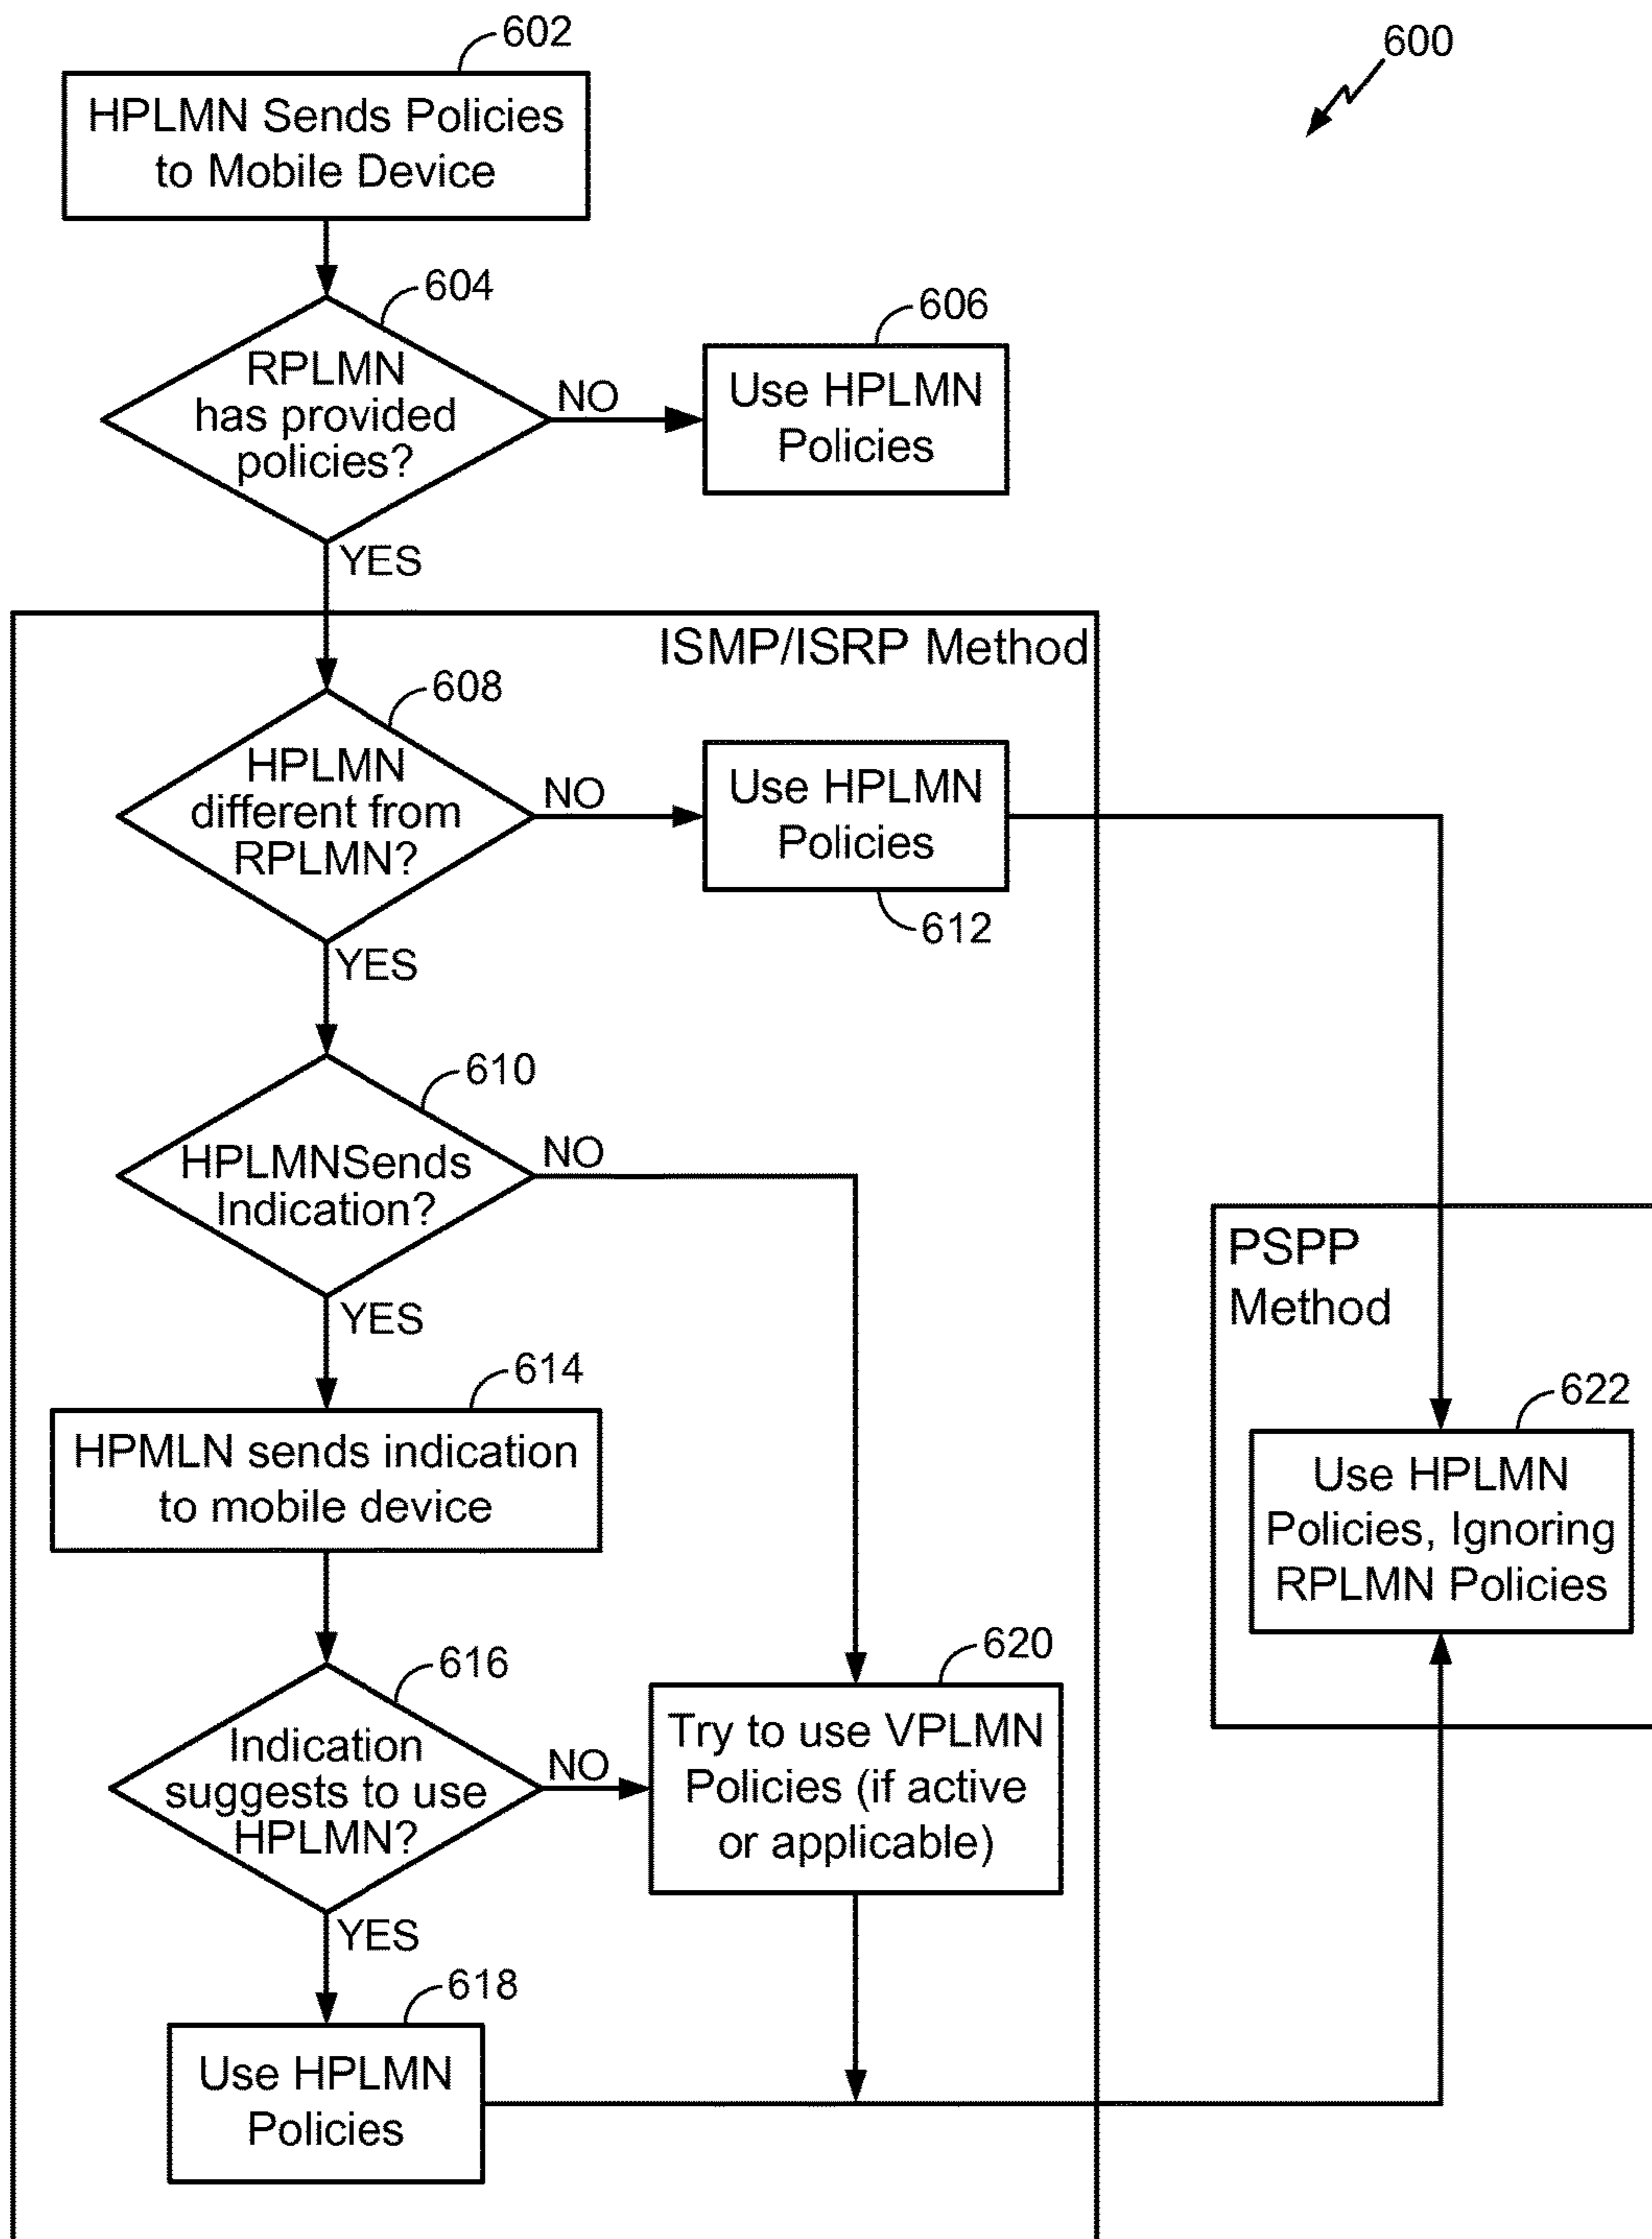 602
600
HPLMN Sends Policies
to Mobile Device
604
RPLMN
has provided
policies?
NO
606
Use HPLMN
Policies
YES
ISMP/ISRP Method
608
HPLMN
different from
RPLMN?
NO
Use HPLMN
Policies
612
YES
610
HPLMNSends
Indication?
NO
YES
PSPP
Method
614
HPMLN sends indication
to mobile device
622
Use HPLMN
Policies, Ignoring
RPLMN Policies
616
Indication
suggests to use
HPLMN?
NO
620
Try to use VPLMN
Policies (if active
or applicable)
YES
618
Use HPLMN
Policies